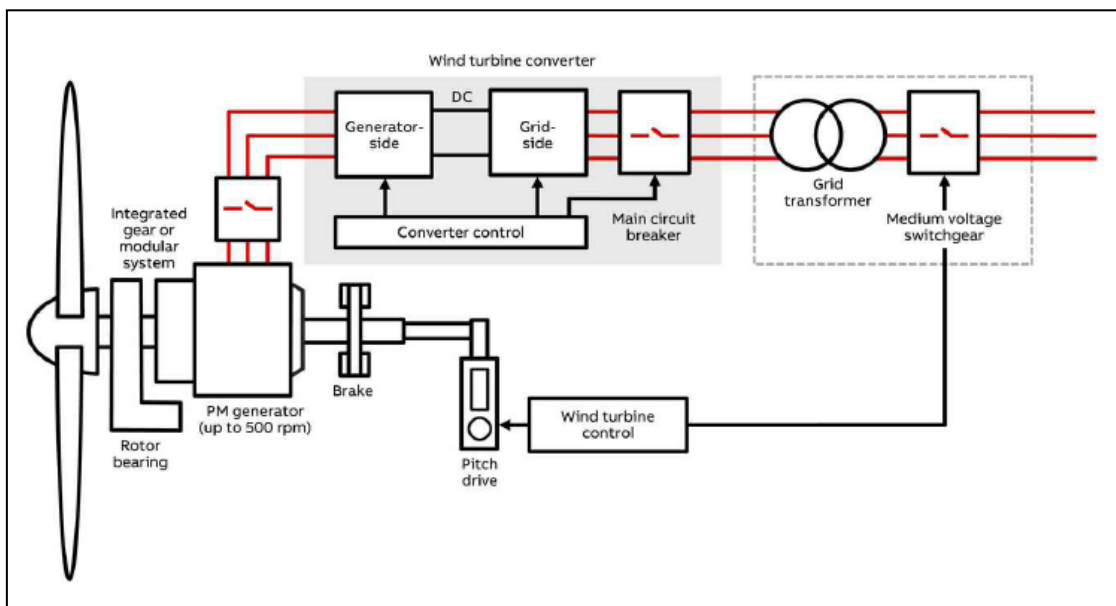 Wind turbine converter
DC
Generator-
side
Grid-
side
Converter control
Main circuit
breaker
Grid
transformer
Medium voltage
switchgear
Integrated
gear or
modular
system
PM generator
(up to 500 rpm)
Rotor
bearing
Brake
Pitch
drive
Wind turbine
control